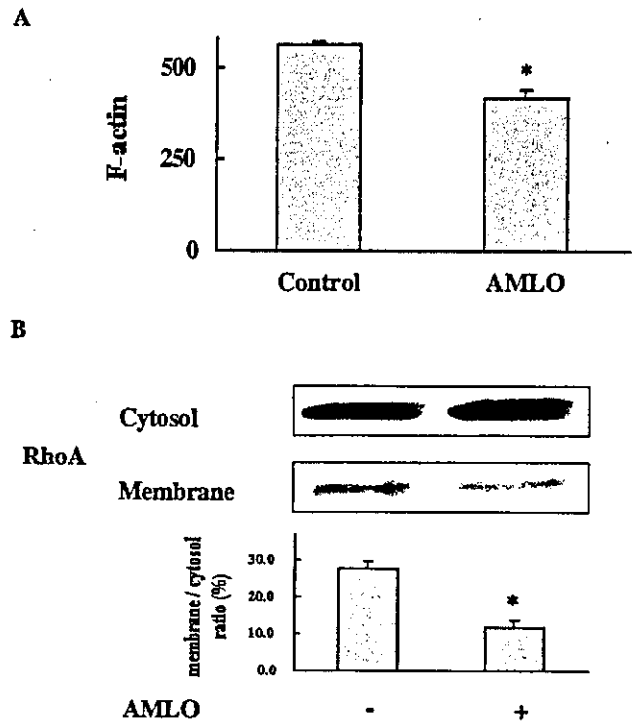 A
F-actin
500
250
0
*
Control AMLO
B
RhoA
Cytosol
Membrane
membrane / cytosol
ratio (%)
30.0
20.0
10.0
0.0
*
AMLO - +